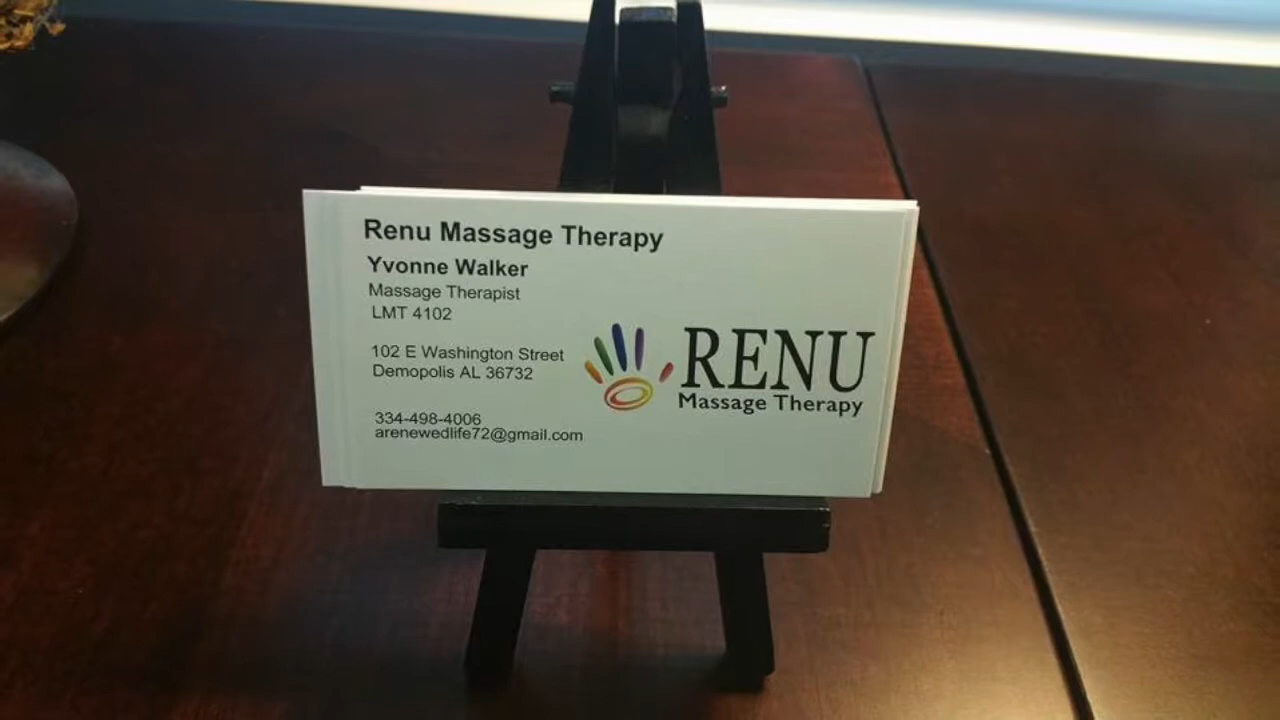 Renu Massage Therapy
Yvonne Walker
Massage Therapist
LMT 4102
102 E Washington Street
Demopolis AL 36732
334-498-4006
arenewedlife72@gmail.com
RENU
Massage Therapy